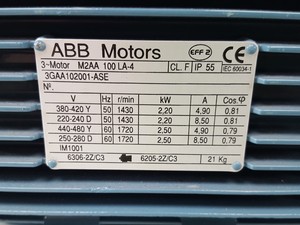 ABB Motors EFF2 CE
3~Motor M2AA 100 LA-4 CL. F IP 55 IEC 60034-1
3GAA102001-ASE
Nº.
V Hz r/min kW A Cos.φ
380-420 Y 50 1430 2,20 4,90 0,81
220-240 D 50 1430 2,20 8,50 0,81
440-480 Y 60 1720 2,50 4,90 0,79
250-280 D 60 1720 2,50 8,50 0,79
IM1001
6306-2Z/C3 6205-2Z/C3 21 Kg